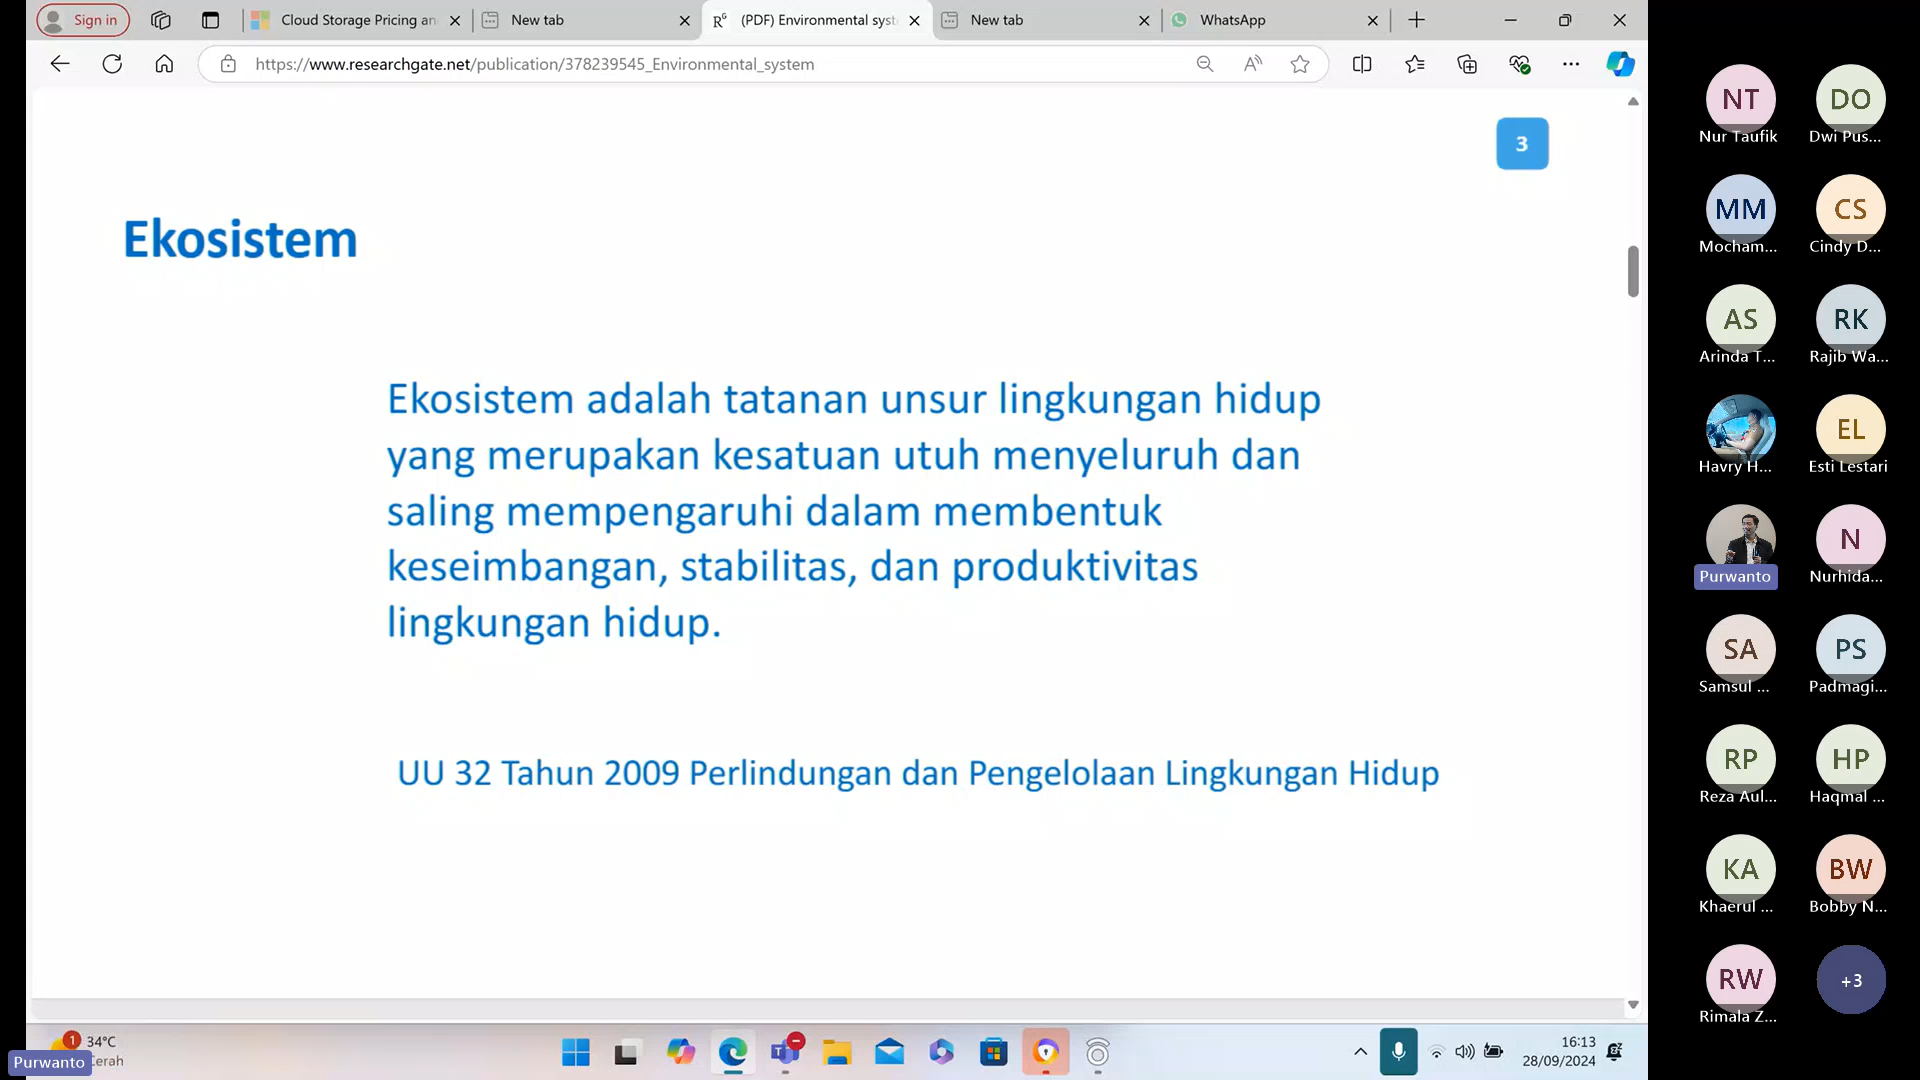 Sign in
Cloud Storage Pricing an
New tab
(PDF) Environmental syst
New tab
WhatsApp
https://www.researchgate.net/publication/378239545_Environmental_system
3
Ekosistem
Ekosistem adalah tatanan unsur lingkungan hidup
yang merupakan kesatuan utuh menyeluruh dan
saling mempengaruhi dalam membentuk
keseimbangan, stabilitas, dan produktivitas
lingkungan hidup.
UU 32 Tahun 2009 Perlindungan dan Pengelolaan Lingkungan Hidup
NT
Nur Taufik
DO
Dwi Pus...
MM
Mocham...
CS
Cindy D...
AS
Arinda T...
RK
Rajib Wa...
Havry H...
EL
Esti Lestari
Purwanto
N
Nurhida...
SA
Samsul ...
PS
Padmagi...
RP
Reza Aul...
HP
Haqmal ...
KA
Khaerul ...
BW
Bobby N...
RW
Rimala Z...
+3
1
34°C
Cerah
Purwanto
16:13
28/09/2024